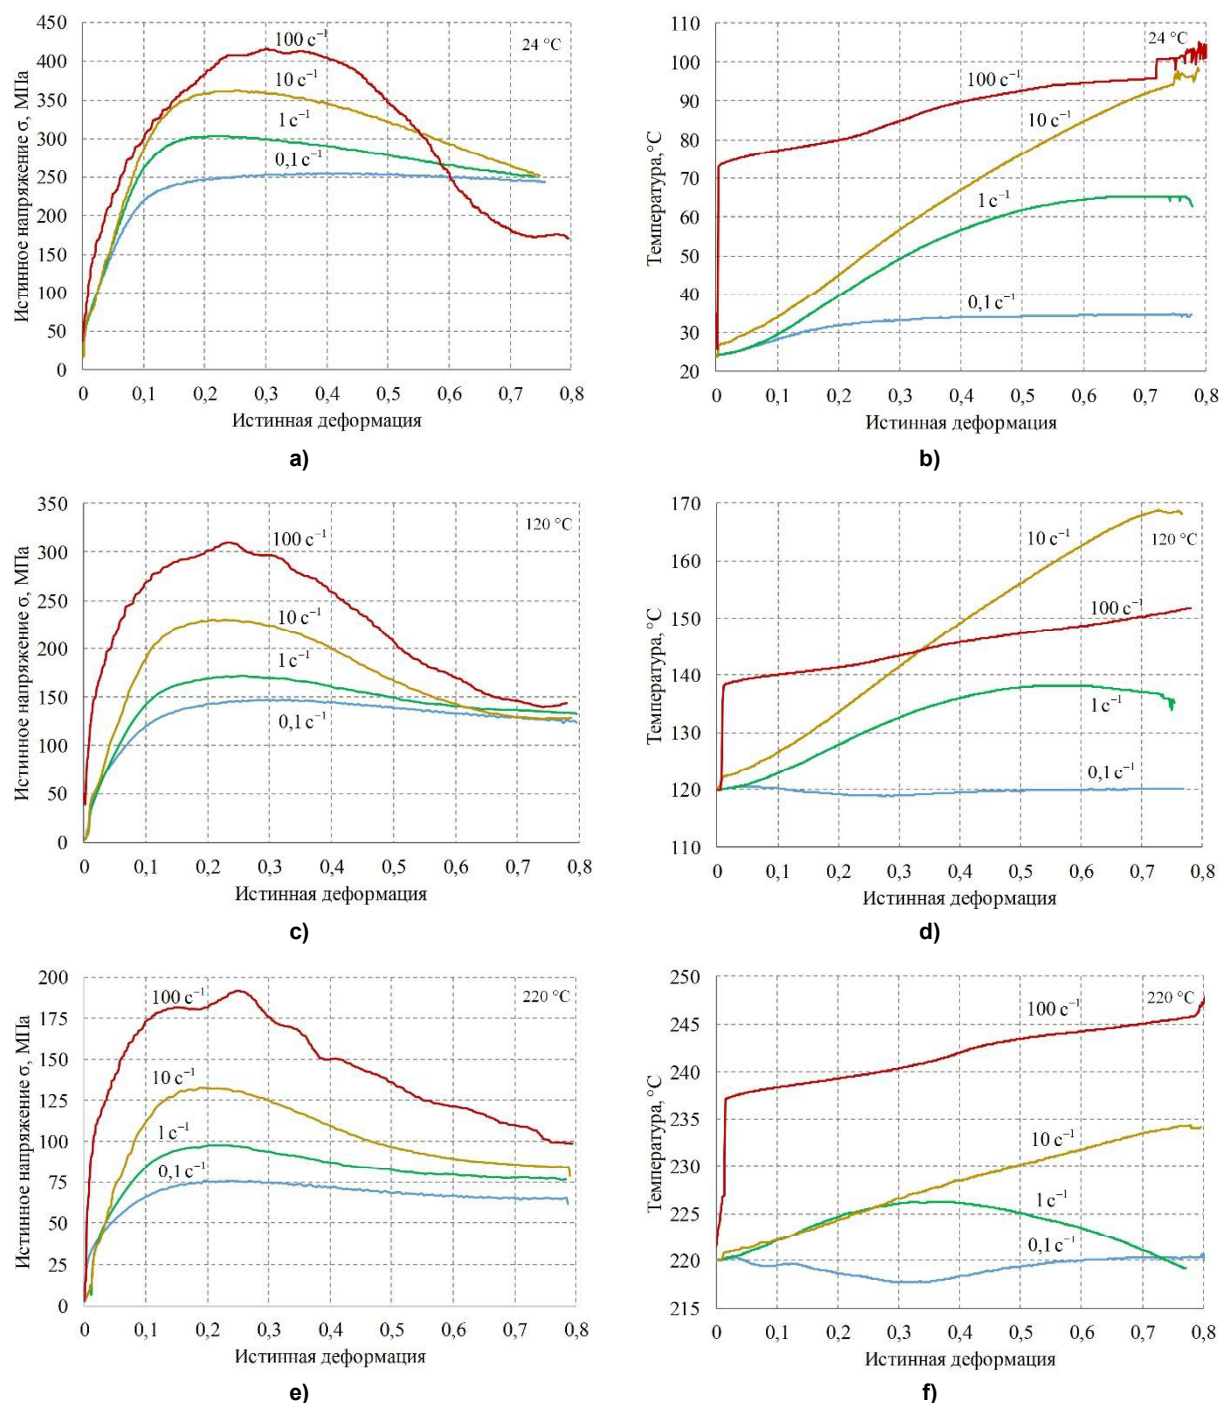 Истинное напряжение σ, МПа
450
400
350
300
250
200
150
100
50
0
24 °C
100 с⁻¹
10 с⁻¹
1 с⁻¹
0,1 с⁻¹
0 0,1 0,2 0,3 0,4 0,5 0,6 0,7 0,8
Истинная деформация
a)
Температура,°С
110
100
90
80
70
60
50
40
30
20
24 °C
100 с⁻¹
10 с⁻¹
1 с⁻¹
0,1 с⁻¹
0 0,1 0,2 0,3 0,4 0,5 0,6 0,7 0,8
Истинная деформация
b)
Истинное напряжение σ, МПа
350
300
250
200
150
100
50
0
120 °C
100 с⁻¹
10 с⁻¹
1 с⁻¹
0,1 с⁻¹
0 0,1 0,2 0,3 0,4 0,5 0,6 0,7 0,8
Истинная деформация
c)
Температура,°С
170
160
150
140
130
120
110
10 с⁻¹
120 °C
100 с⁻¹
1 с⁻¹
0,1 с⁻¹
0 0,1 0,2 0,3 0,4 0,5 0,6 0,7 0,8
Истинная деформация
d)
Истинное напряжение σ, МПа
200
175
150
125
100
75
50
25
0
220 °C
100 с⁻¹
10 с⁻¹
1 с⁻¹
0,1 с⁻¹
0 0,1 0,2 0,3 0,4 0,5 0,6 0,7 0,8
Истинная деформация
e)
Температура,°С
250
245
240
235
230
225
220
215
220 °C
100 с⁻¹
10 с⁻¹
1 с⁻¹
0,1 с⁻¹
0 0,1 0,2 0,3 0,4 0,5 0,6 0,7 0,8
Истинная деформация
f)